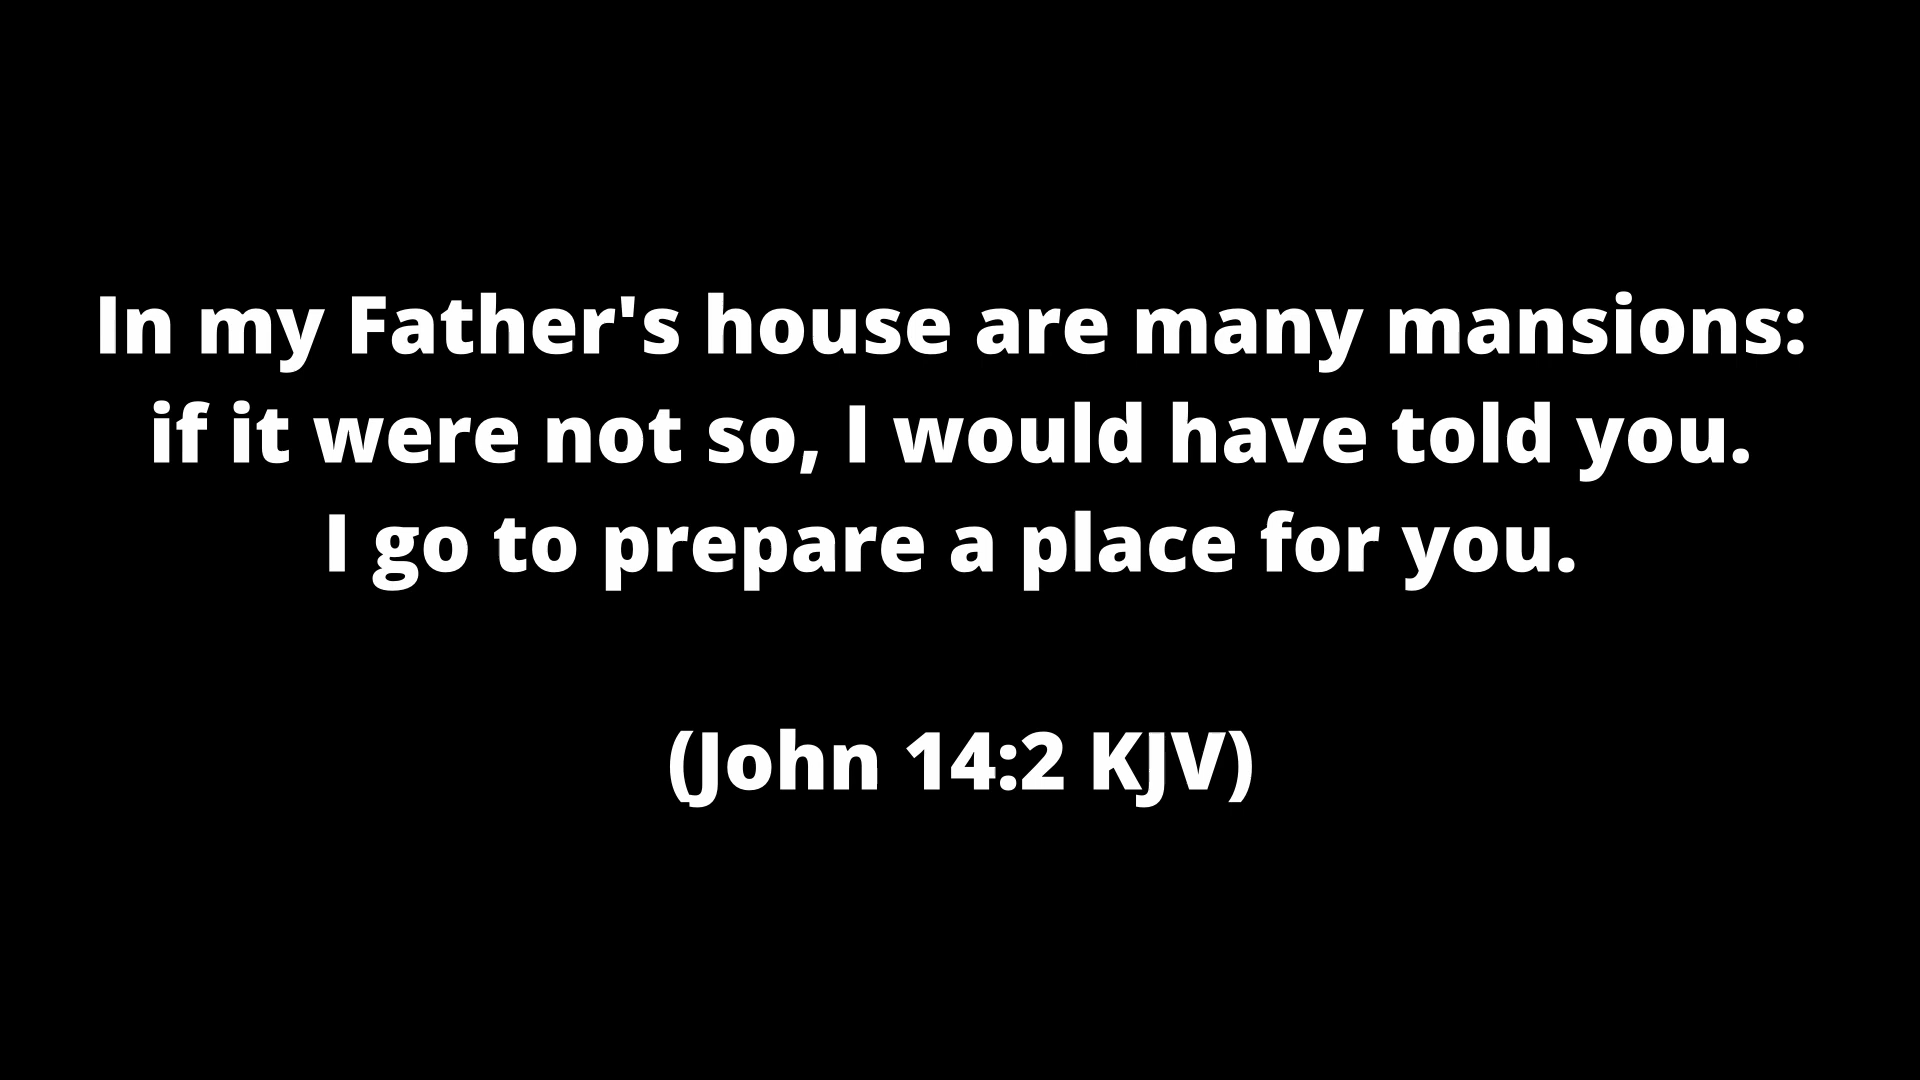 In my Father's house are many mansions:
if it were not so, I would have told you.
I go to prepare a place for you.
(John 14:2 KJV)